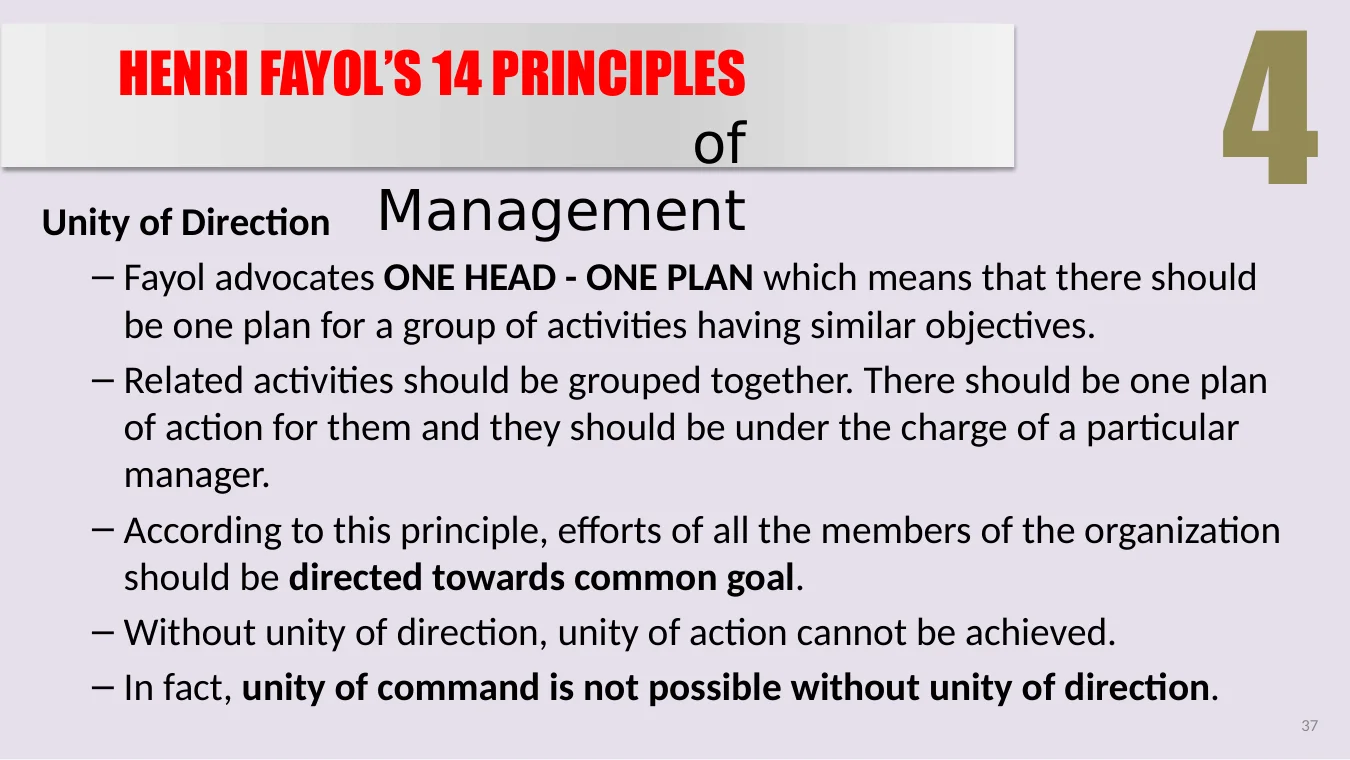 HENRI FAYOL’S 14 PRINCIPLES
of
Management
4
Unity of Direction
– Fayol advocates ONE HEAD - ONE PLAN which means that there should
be one plan for a group of activities having similar objectives.
– Related activities should be grouped together. There should be one plan
of action for them and they should be under the charge of a particular
manager.
– According to this principle, efforts of all the members of the organization
should be directed towards common goal.
– Without unity of direction, unity of action cannot be achieved.
– In fact, unity of command is not possible without unity of direction.
37